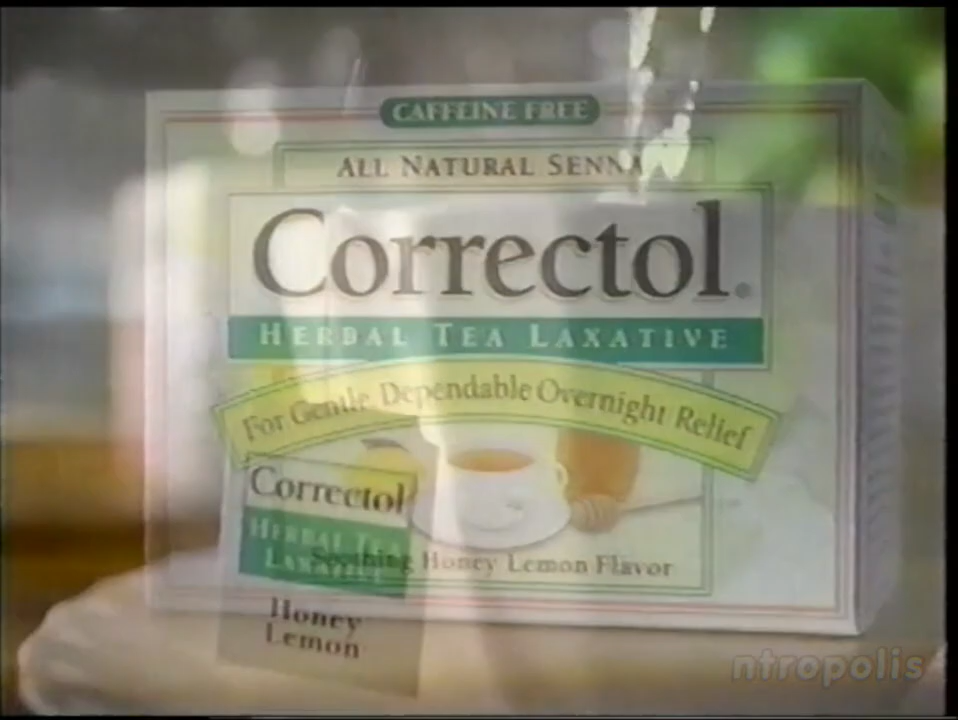 CAFFEINE FREE
ALL NATURAL SENNA
Correctol®
HERBAL TEA LAXATIVE
For Gentle Dependable Overnight Relief
Correctol
HERBAL TEA
LAXATIVE
Soothing Honey Lemon Flavor
Honey
Lemon
ntropolis